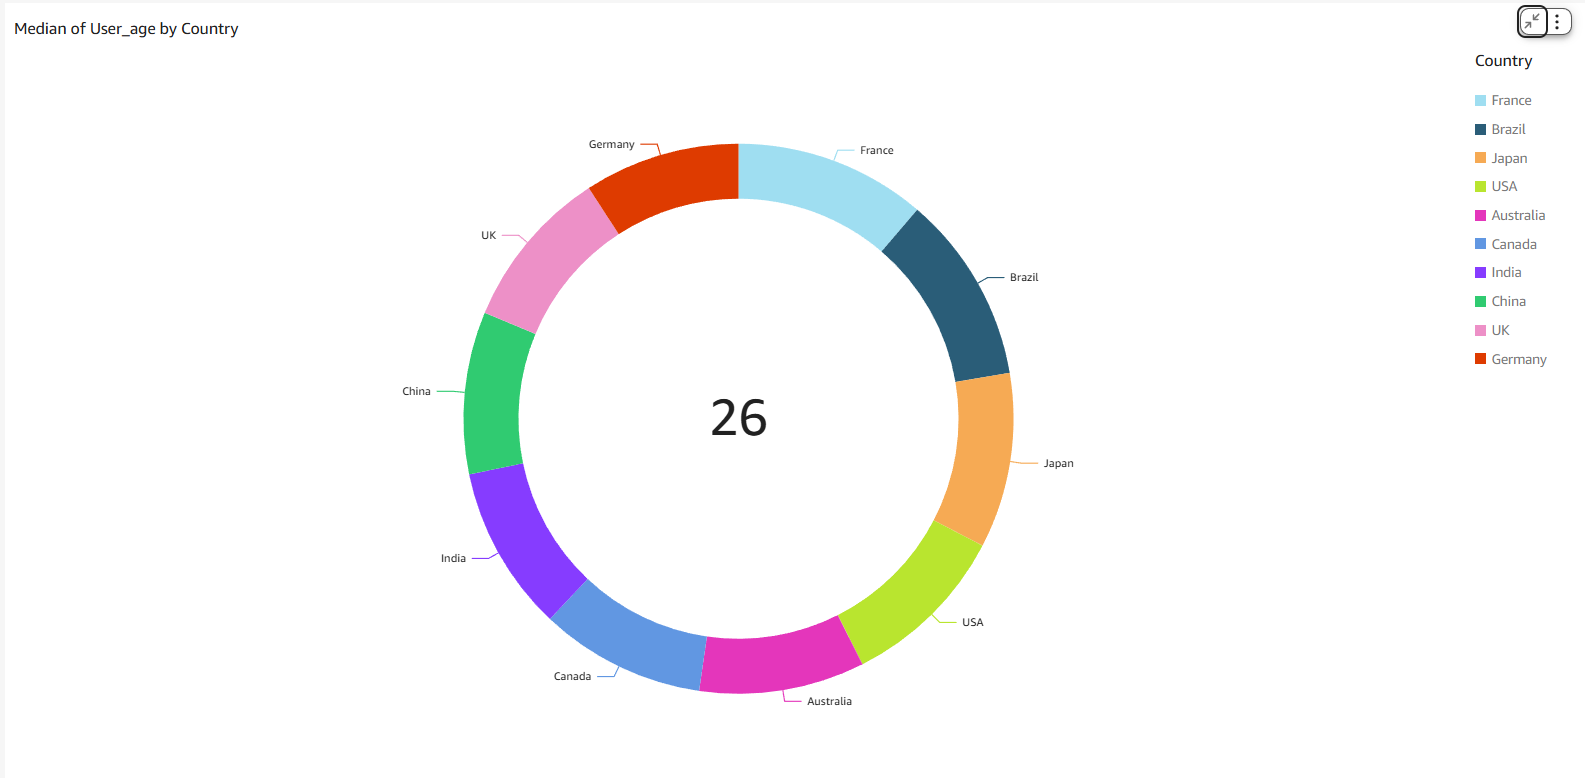 Median of User_age by Country
Country
France
Brazil
Japan
USA
Australia
Canada
India
China
UK
Germany
Germany
France
UK
Brazil
China
26
Japan
India
USA
Canada
Australia